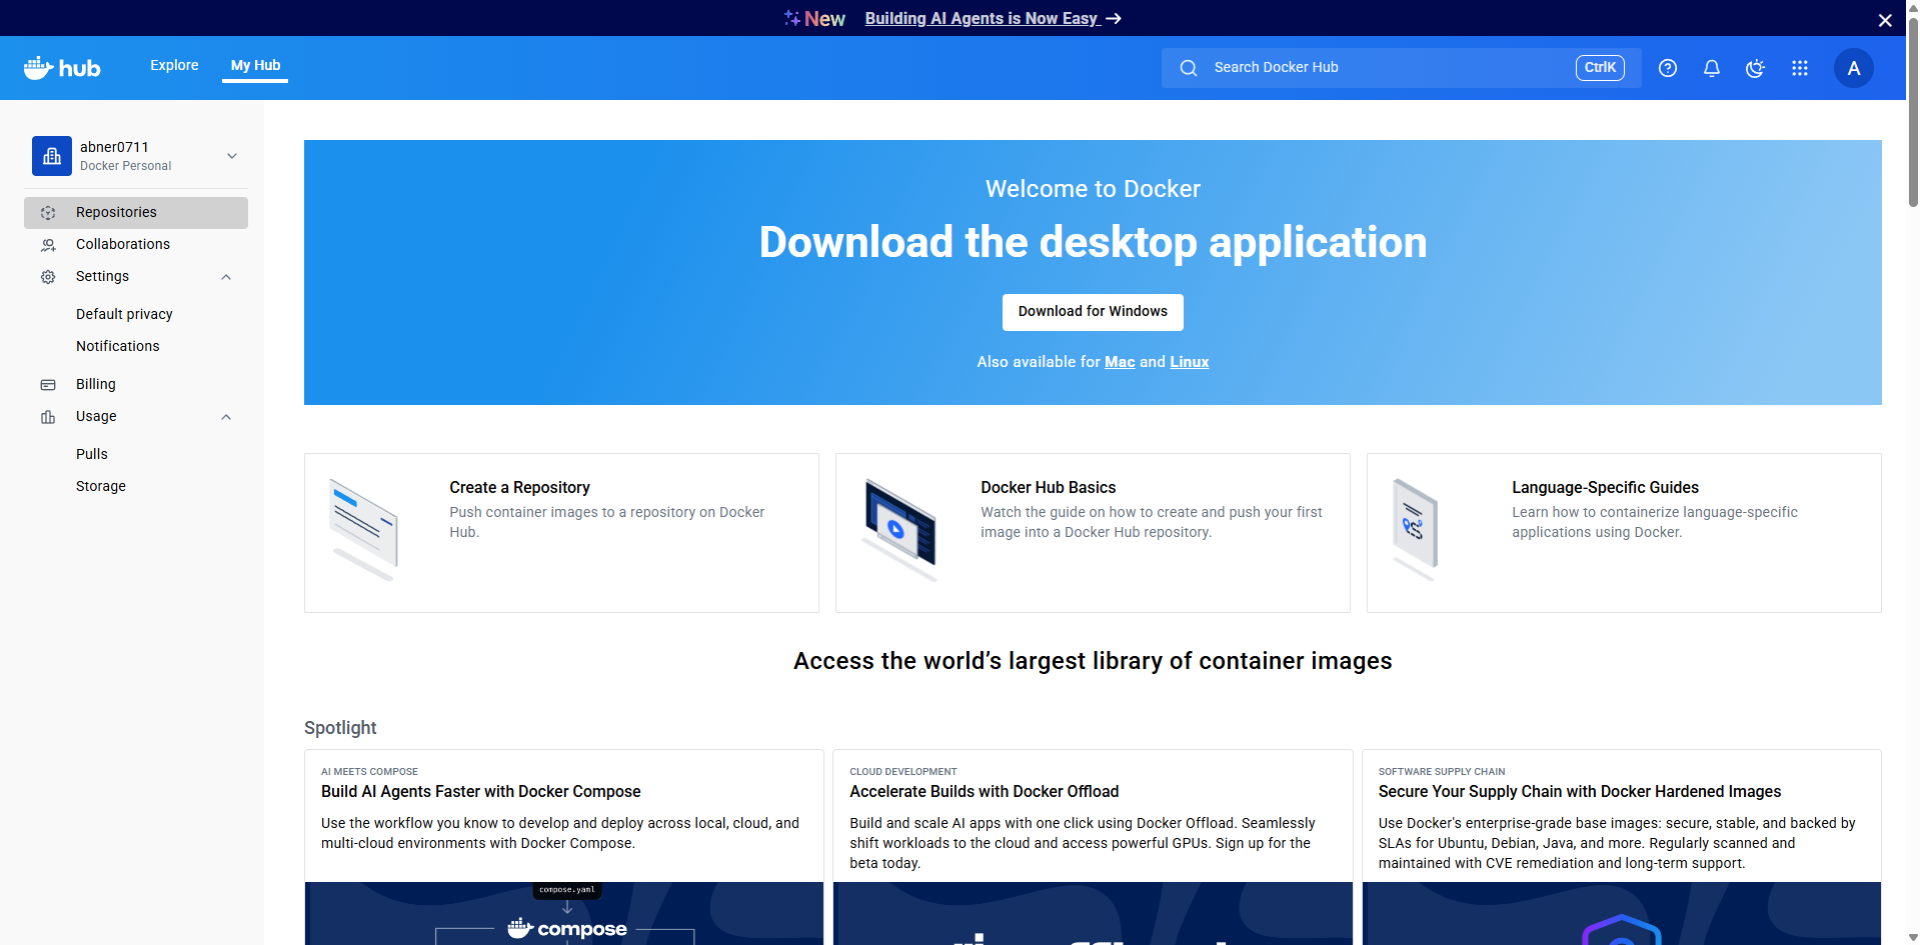 New Building AI Agents is Now Easy →
hub
Explore
My Hub
Search Docker Hub
CtrlK
A
abner0711
Docker Personal
Repositories
Collaborations
Settings
Default privacy
Notifications
Billing
Usage
Pulls
Storage
Welcome to Docker
Download the desktop application
Download for Windows
Also available for Mac and Linux
Create a Repository
Push container images to a repository on Docker
Hub.
Docker Hub Basics
Watch the guide on how to create and push your first
image into a Docker Hub repository.
Language-Specific Guides
Learn how to containerize language-specific
applications using Docker.
Access the world’s largest library of container images
Spotlight
AI MEETS COMPOSE
Build AI Agents Faster with Docker Compose
Use the workflow you know to develop and deploy across local, cloud, and
multi-cloud environments with Docker Compose.
compose.yaml
compose
CLOUD DEVELOPMENT
Accelerate Builds with Docker Offload
Build and scale AI apps with one click using Docker Offload. Seamlessly
shift workloads to the cloud and access powerful GPUs. Sign up for the
beta today.
SOFTWARE SUPPLY CHAIN
Secure Your Supply Chain with Docker Hardened Images
Use Docker's enterprise-grade base images: secure, stable, and backed by
SLAs for Ubuntu, Debian, Java, and more. Regularly scanned and
maintained with CVE remediation and long-term support.